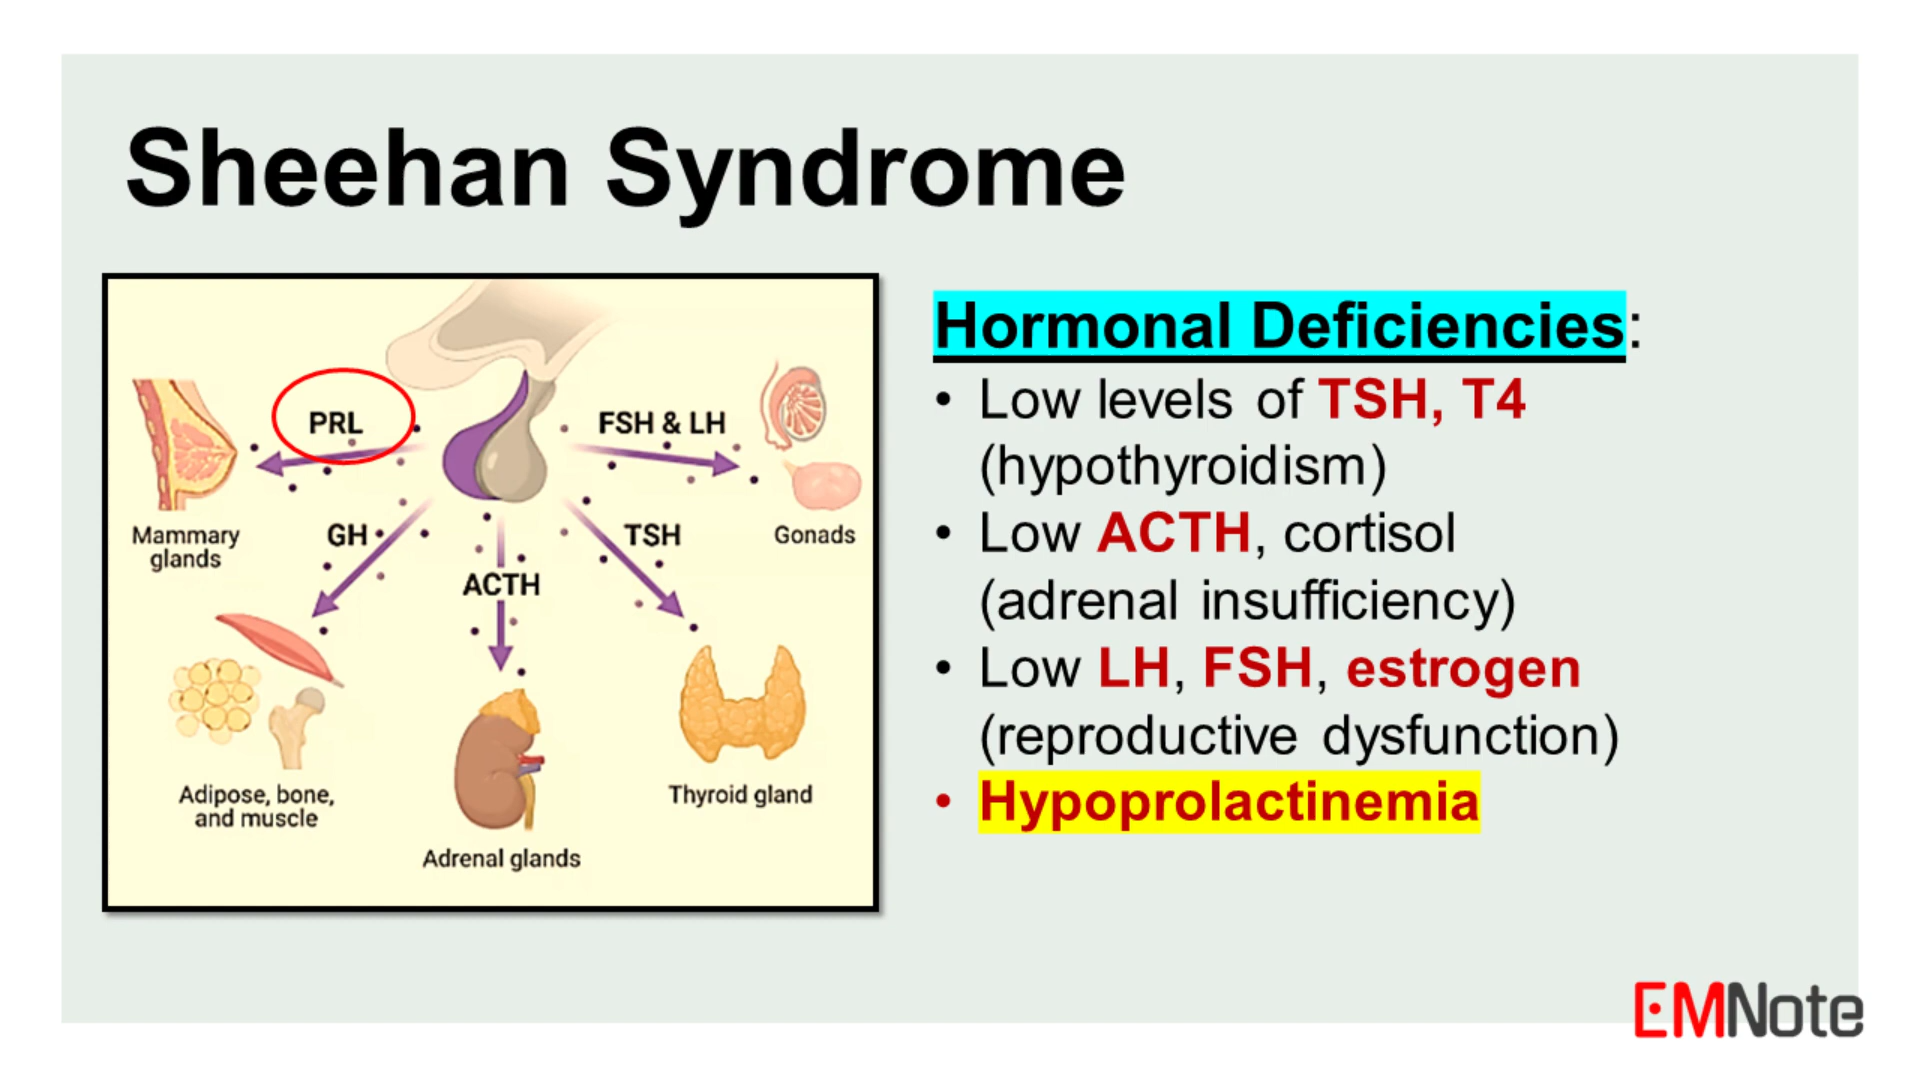 Sheehan Syndrome
PRL
FSH & LH
Mammary
glands
GH
TSH
Gonads
ACTH
Adipose, bone,
and muscle
Thyroid gland
Adrenal glands
Hormonal Deficiencies:
• Low levels of TSH, T4
(hypothyroidism)
• Low ACTH, cortisol
(adrenal insufficiency)
• Low LH, FSH, estrogen
(reproductive dysfunction)
• Hypoprolactinemia
EMNote